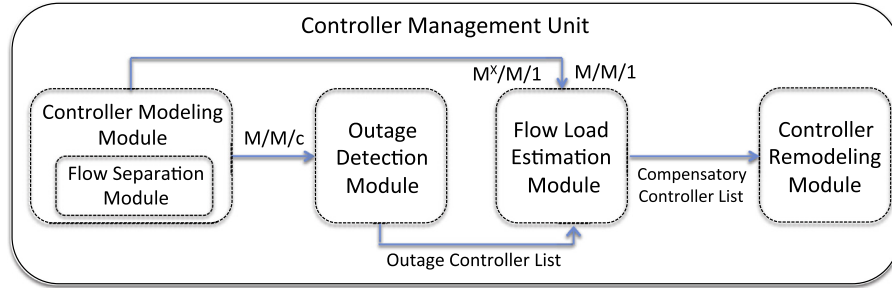 Controller Management Unit
Mˣ/M/1
M/M/1
Controller Modeling
Module
Flow Separation
Module
M/M/c
Outage
Detection
Module
Flow Load
Estimation
Module
Compensatory
Controller List
Controller
Remodeling
Module
Outage Controller List